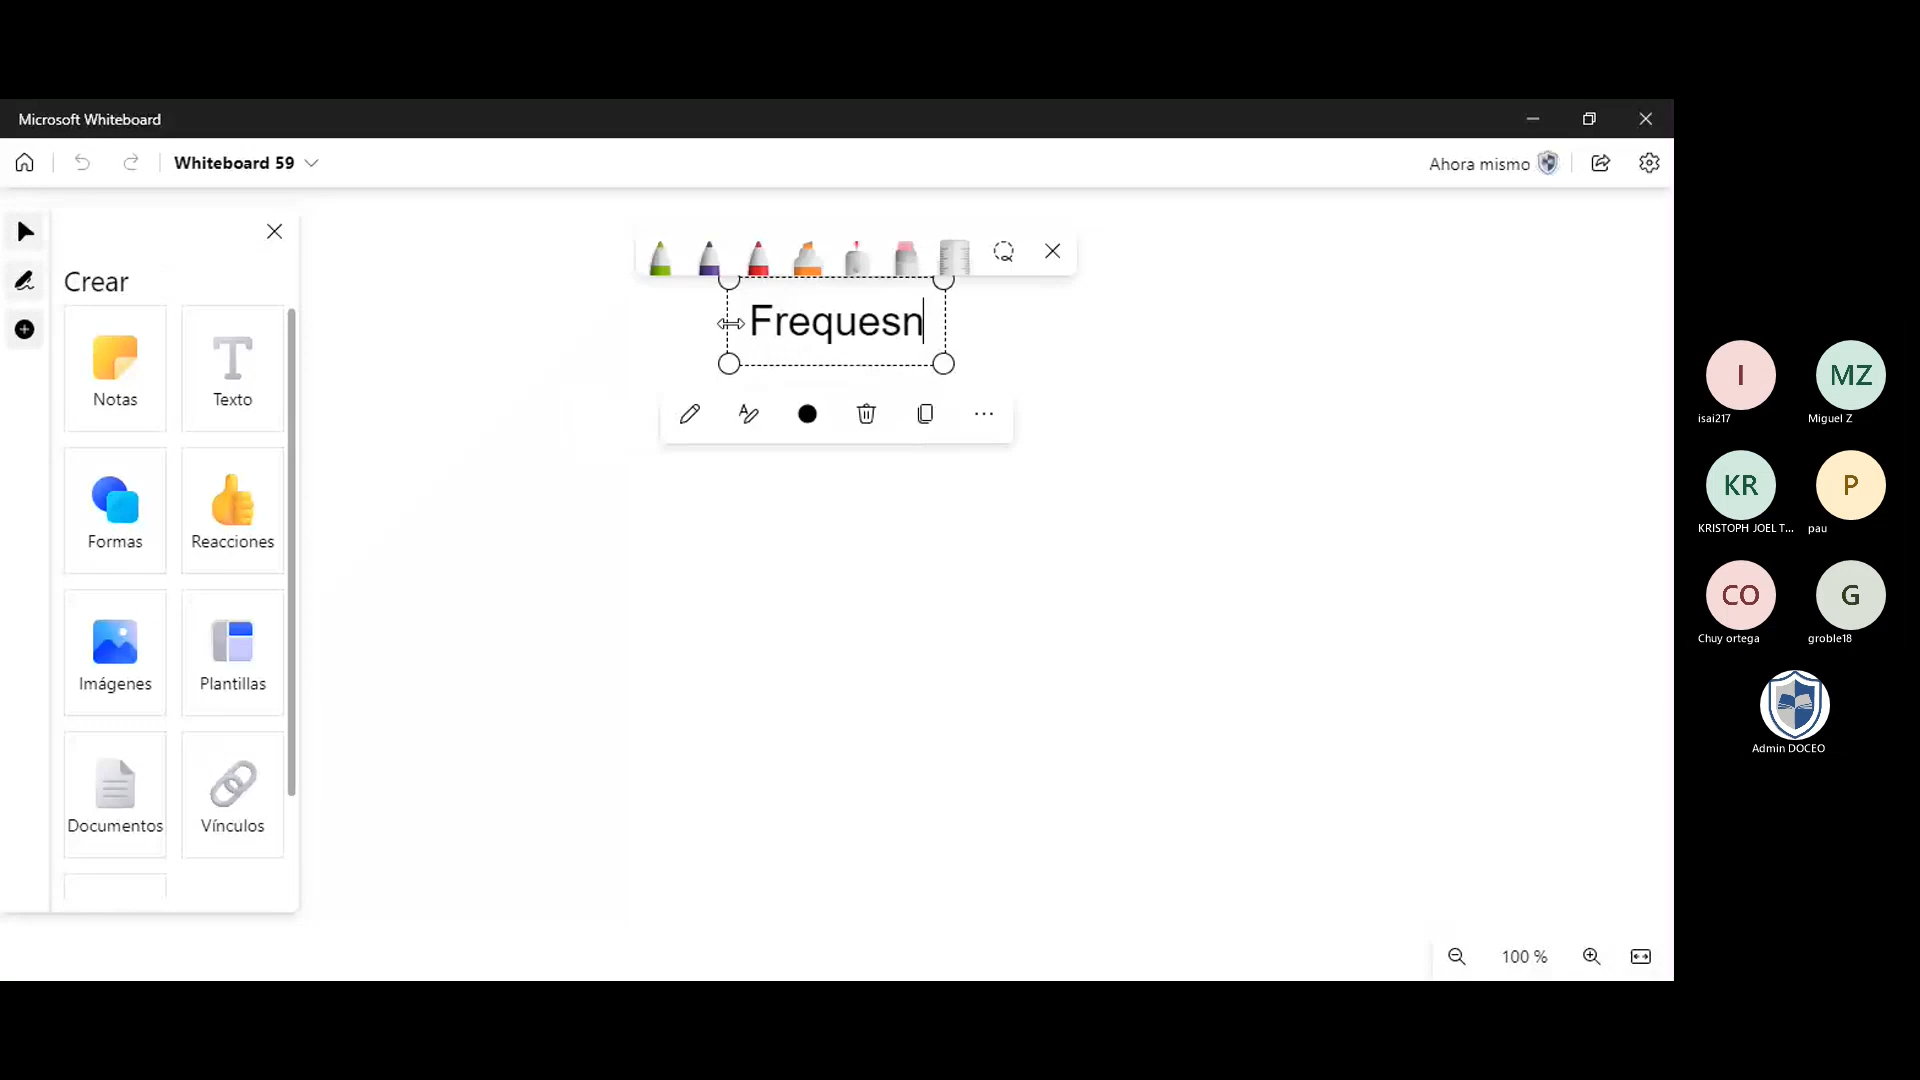 Microsoft Whiteboard
Whiteboard 59
Ahora mismo
Crear
Notas
Texto
Formas
Reacciones
Imágenes
Plantillas
Documentos
Vínculos
Frequesn
100 %
I
isai217
MZ
Miguel Z
KR
KRISTOPH JOEL T...
P
pau
CO
Chuy ortega
G
groble18
Admin DOCEO